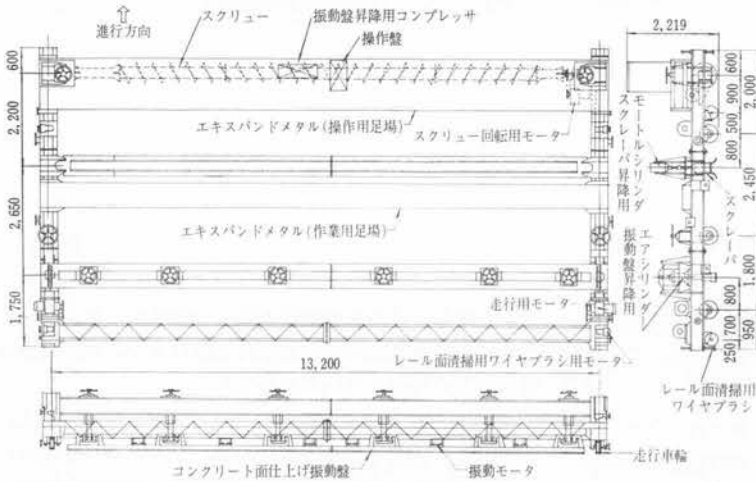 進行方向
スクリュー
振動盤昇降用コンプレッサ
操作盤
2,219
600
2,200
2,650
1,750
エキスパンドメタル(操作用足場)
スクリュー回転用モータ
エキスパンドメタル(作業用足場)
走行用モータ
レール面清掃用ワイヤブラシ用モータ
13,200
スクレーパ昇降用
モートルシリンダ
スクレーパ
振動盤昇降用
エアシリンダ
600
900
500
800
2,000
2,450
1,800
800
700
250
950
レール面清掃用
ワイヤブラシ
コンクリート面仕上げ振動盤
振動モータ
走行車輪